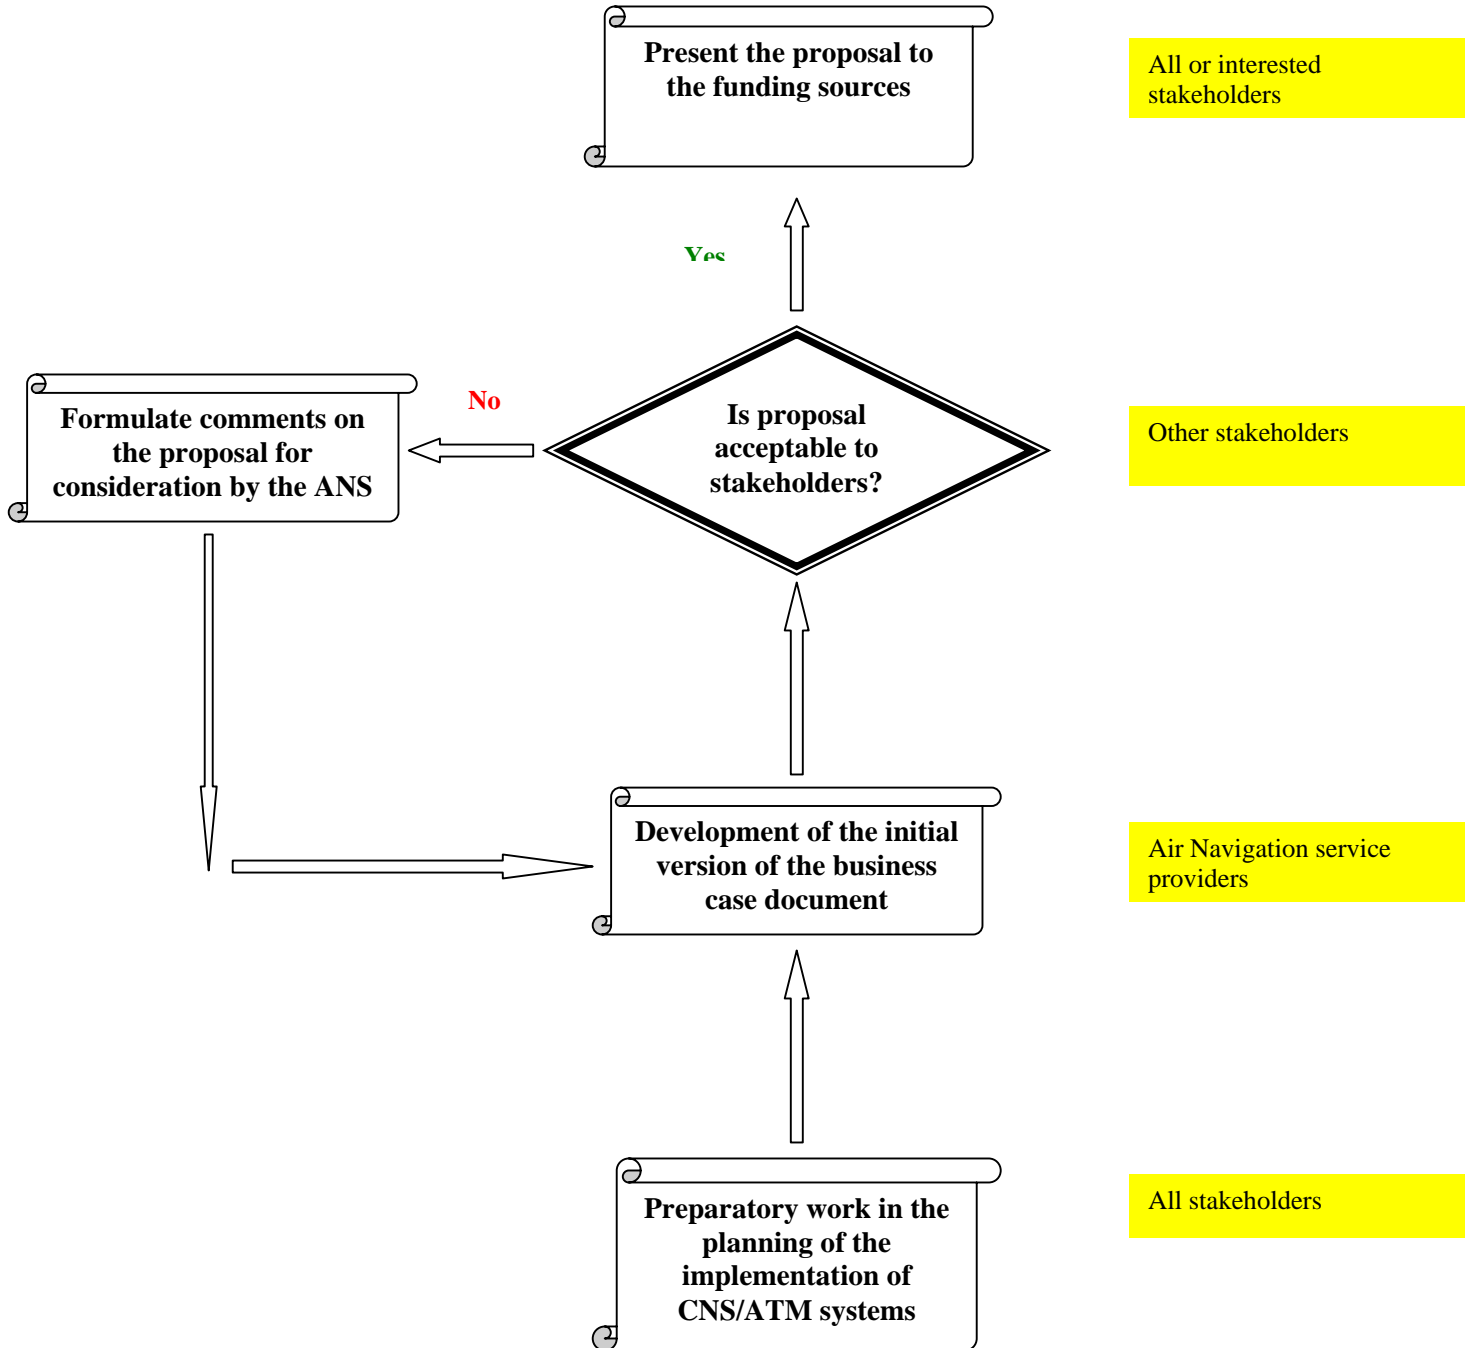 Present the proposal to
the funding sources
All or interested
stakeholders
Yes
Formulate comments on
the proposal for
consideration by the ANS
No
Is proposal
acceptable to
stakeholders?
Other stakeholders
Development of the initial
version of the business
case document
Air Navigation service
providers
Preparatory work in the
planning of the
implementation of
CNS/ATM systems
All stakeholders